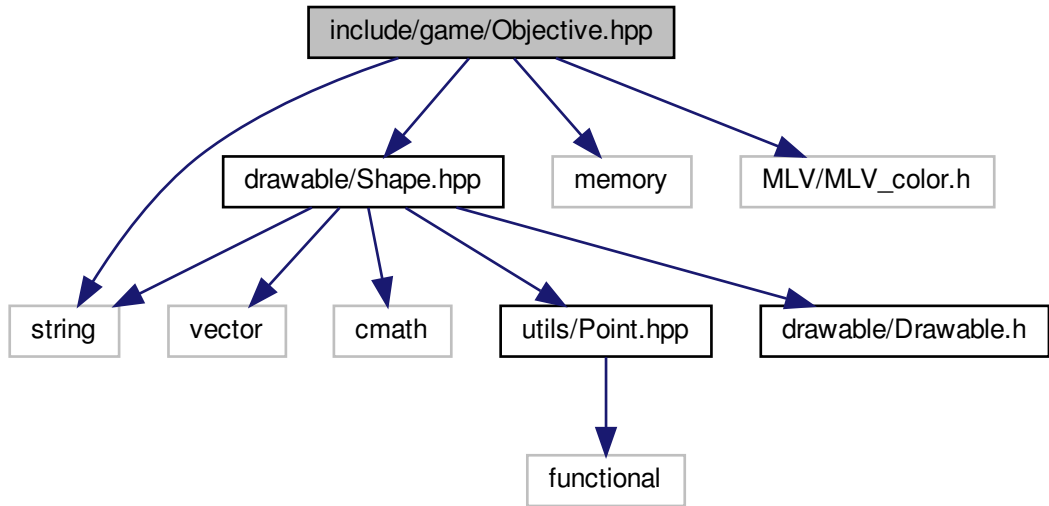 include/game/Objective.hpp
drawable/Shape.hpp
memory
MLV/MLV_color.h
string
vector
cmath
utils/Point.hpp
drawable/Drawable.h
functional